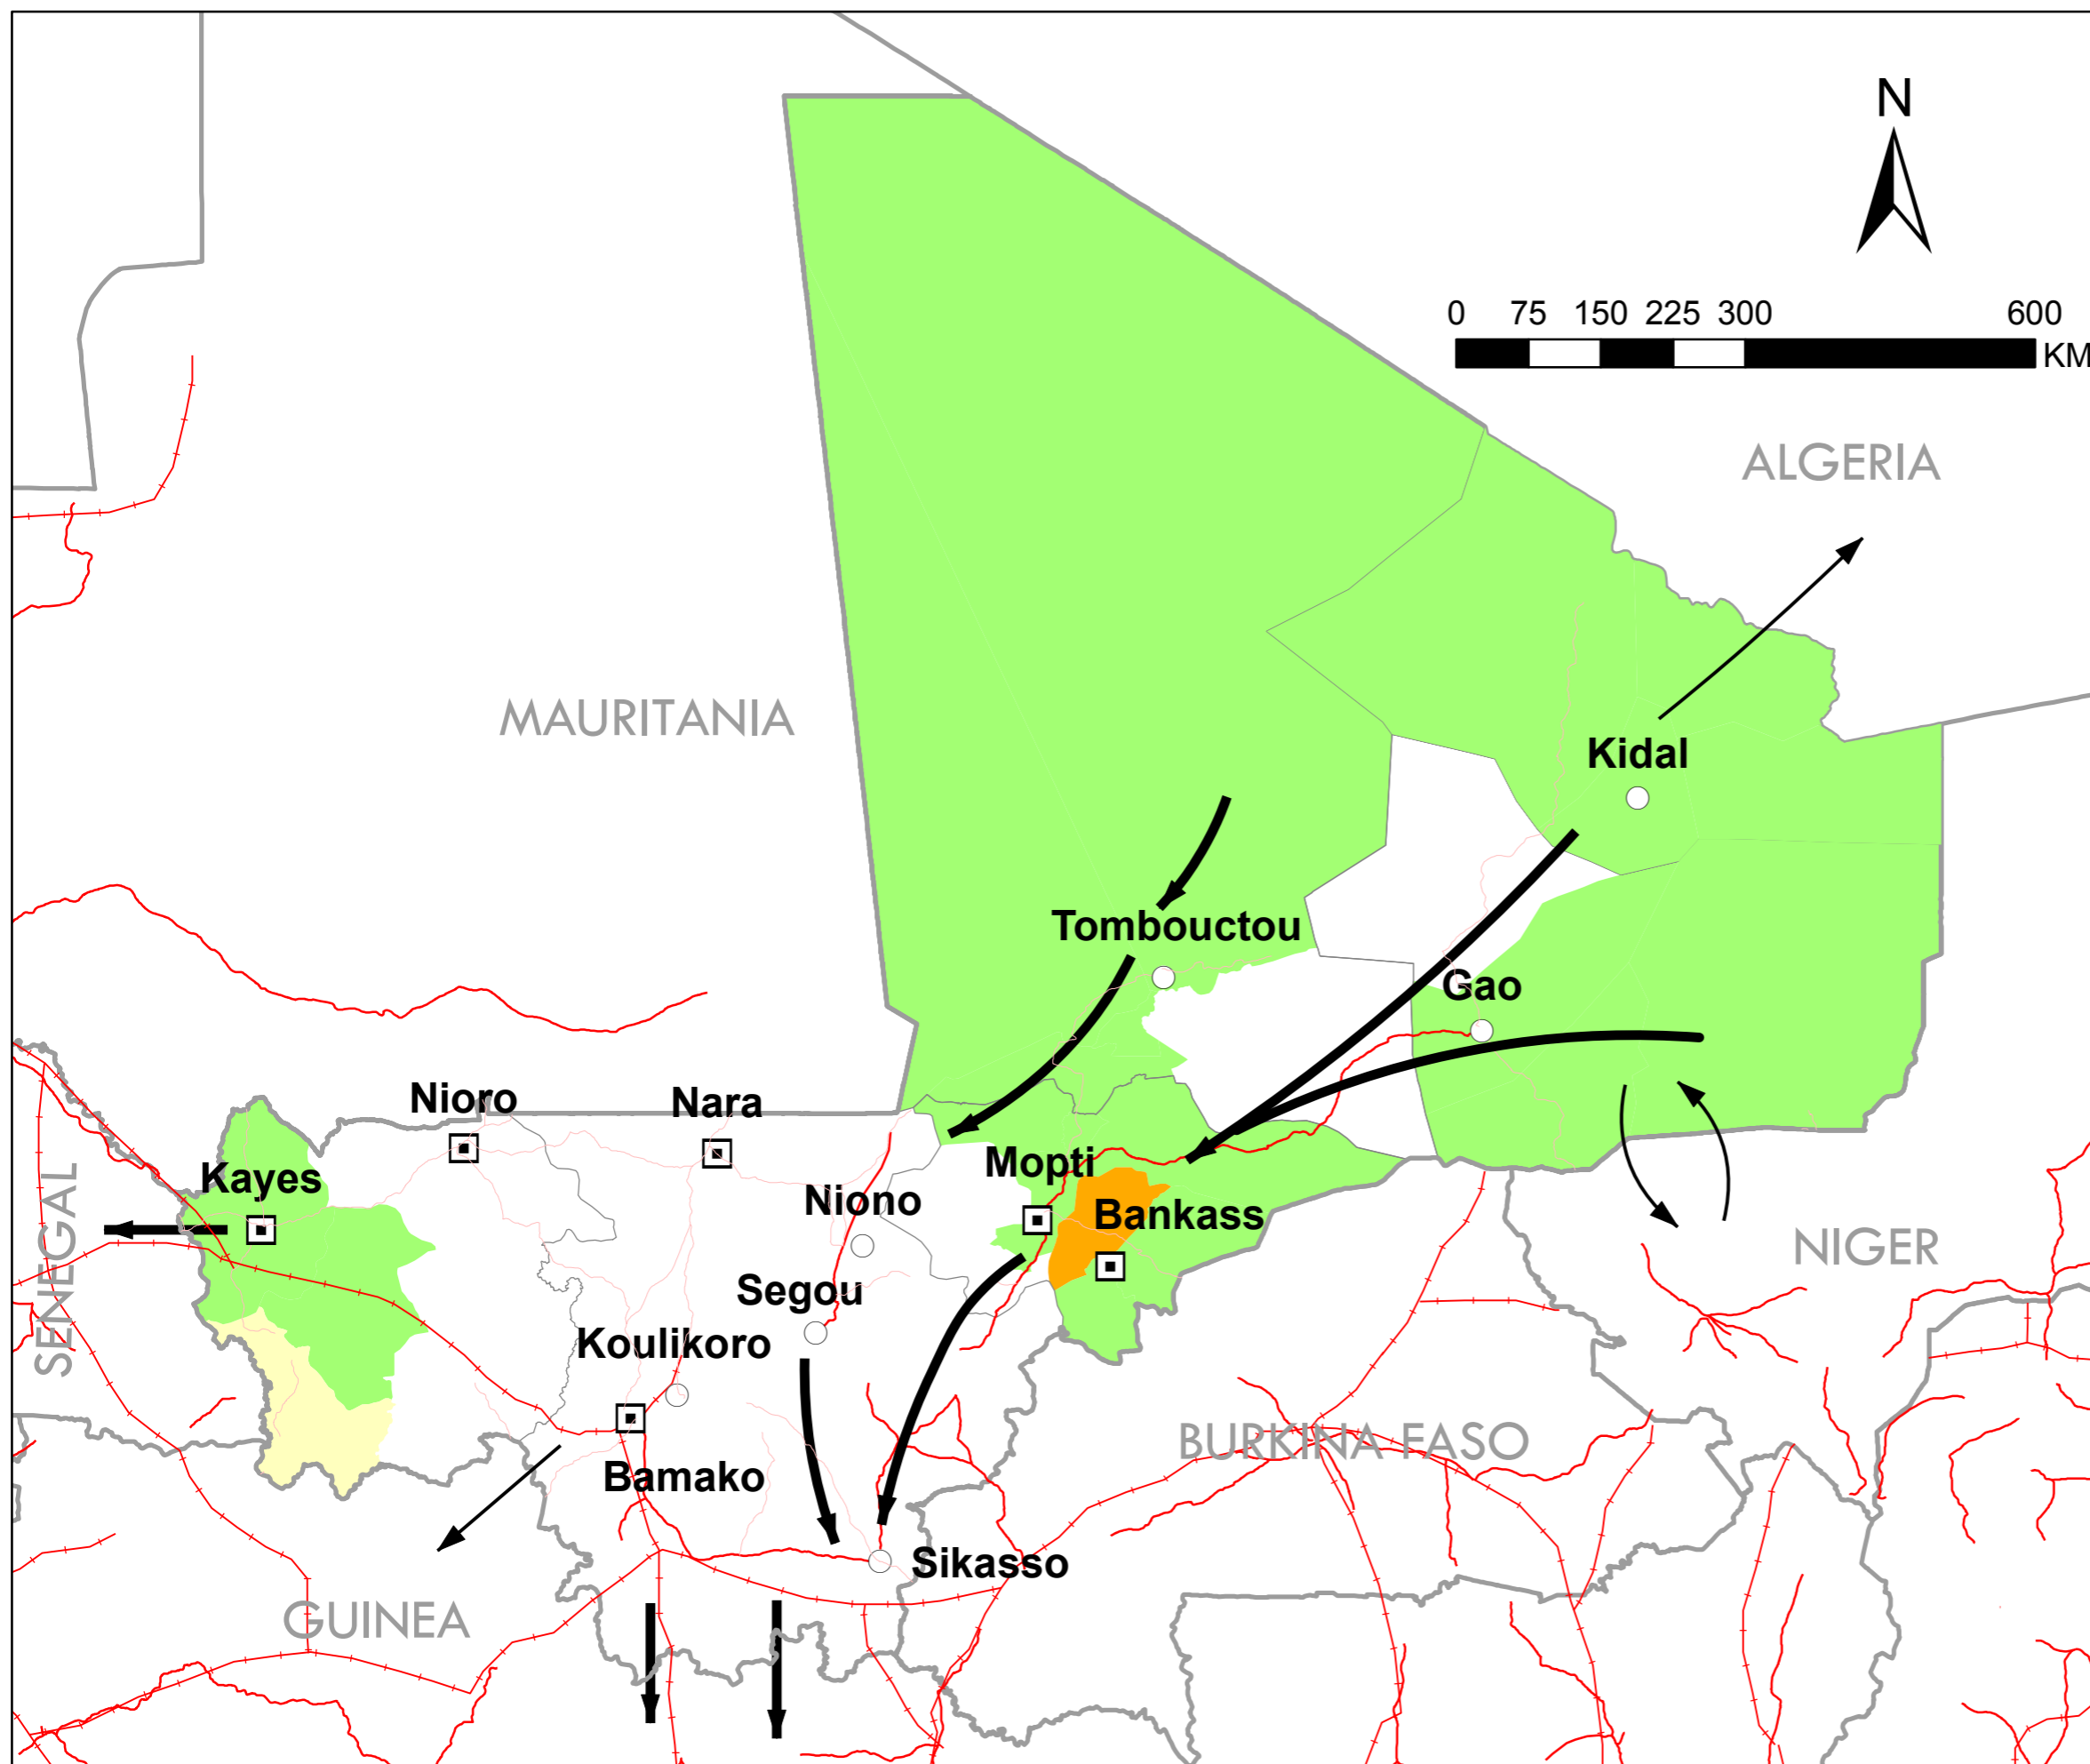 N
0 75 150 225 300 600
KM
ALGERIA
MAURITANIA
Kidal
Tombouctou
Gao
Nioro
Nara
Mopti
Kayes
Niono
Bankass
SENEGAL
NIGER
Segou
Koulikoro
BURKINA FASO
Bamako
Sikasso
GUINEA